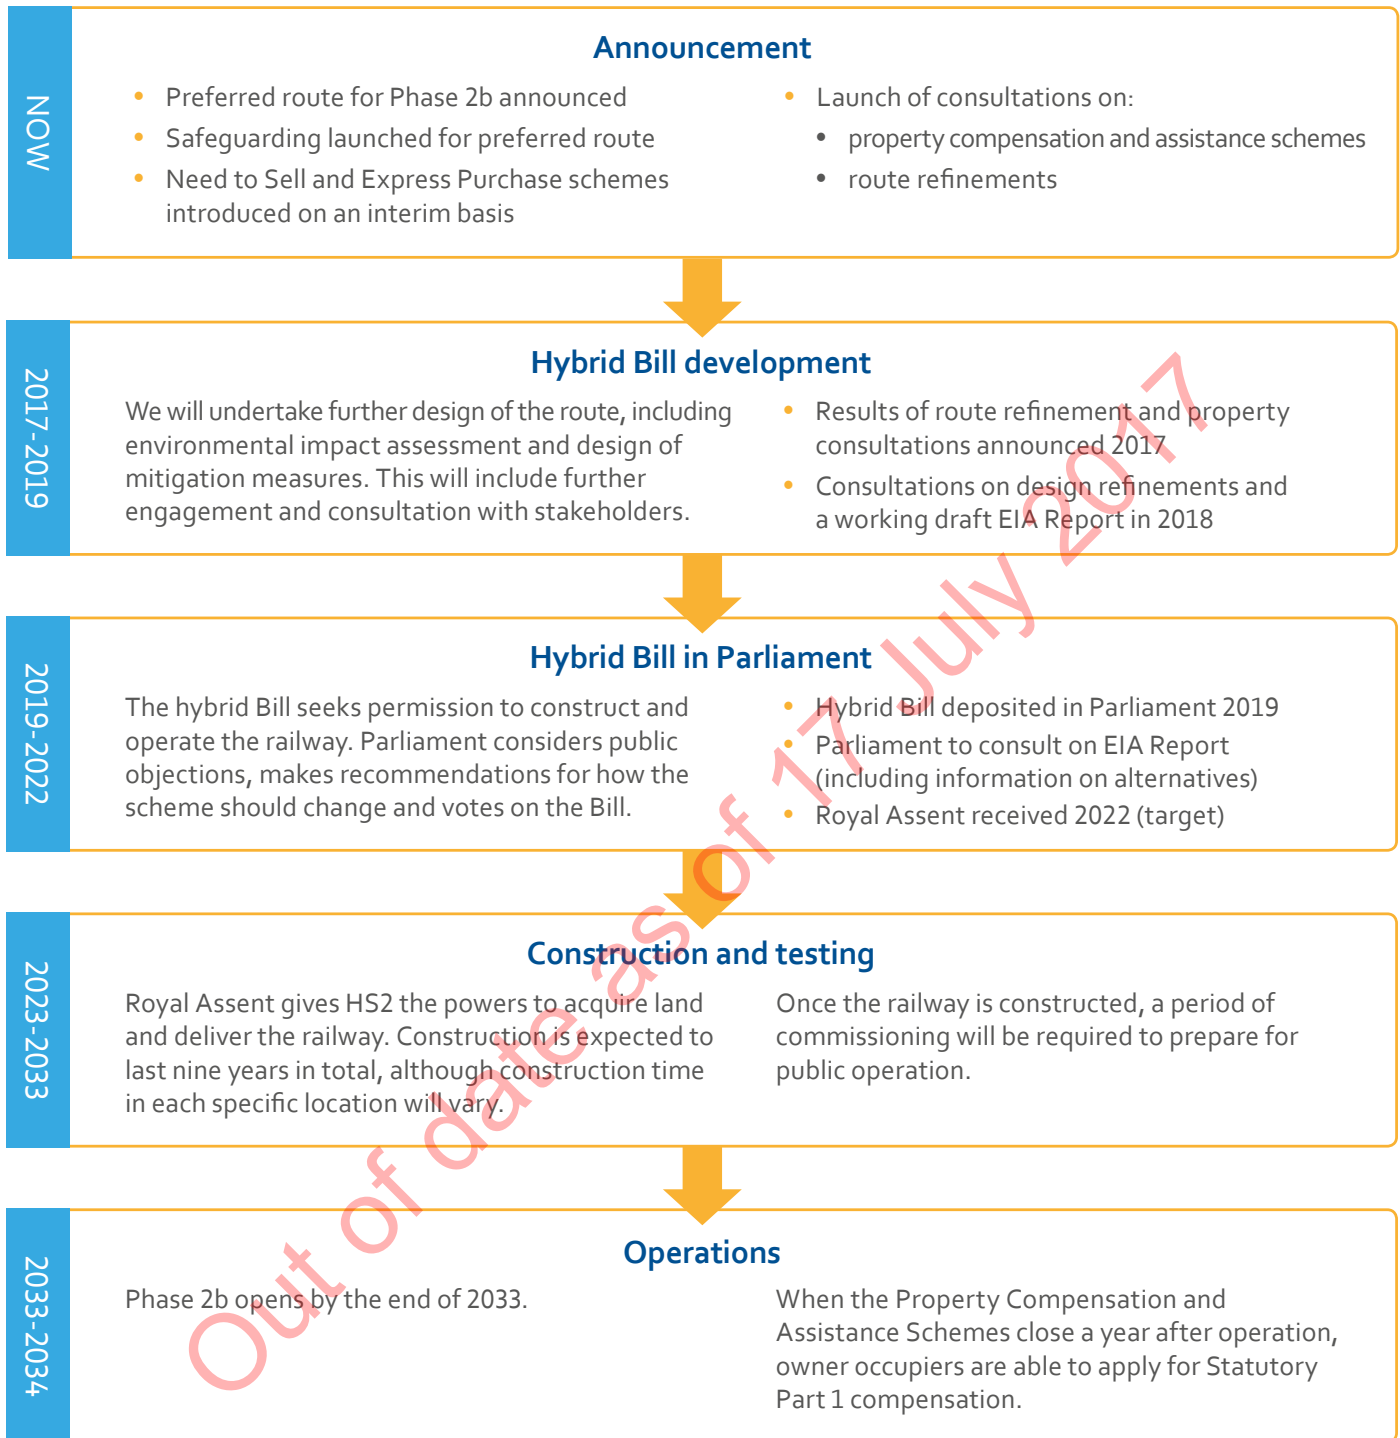 NOW
Announcement
• Preferred route for Phase 2b announced
• Safeguarding launched for preferred route
• Need to Sell and Express Purchase schemes
introduced on an interim basis
• Launch of consultations on:
• property compensation and assistance schemes
• route refinements
2017-2019
Hybrid Bill development
We will undertake further design of the route, including
environmental impact assessment and design of
mitigation measures. This will include further
engagement and consultation with stakeholders.
• Results of route refinement and property
consultations announced 2017
• Consultations on design refinements and
a working draft EIA Report in 2018
2019-2022
Hybrid Bill in Parliament
The hybrid Bill seeks permission to construct and
operate the railway. Parliament considers public
objections, makes recommendations for how the
scheme should change and votes on the Bill.
• Hybrid Bill deposited in Parliament 2019
• Parliament to consult on EIA Report
(including information on alternatives)
• Royal Assent received 2022 (target)
2023-2033
Construction and testing
Royal Assent gives HS2 the powers to acquire land
and deliver the railway. Construction is expected to
last nine years in total, although construction time
in each specific location will vary.
Once the railway is constructed, a period of
commissioning will be required to prepare for
public operation.
2033-2034
Operations
Phase 2b opens by the end of 2033.
When the Property Compensation and
Assistance Schemes close a year after operation,
owner occupiers are able to apply for Statutory
Part 1 compensation.
Out of date as of 17 July 2017